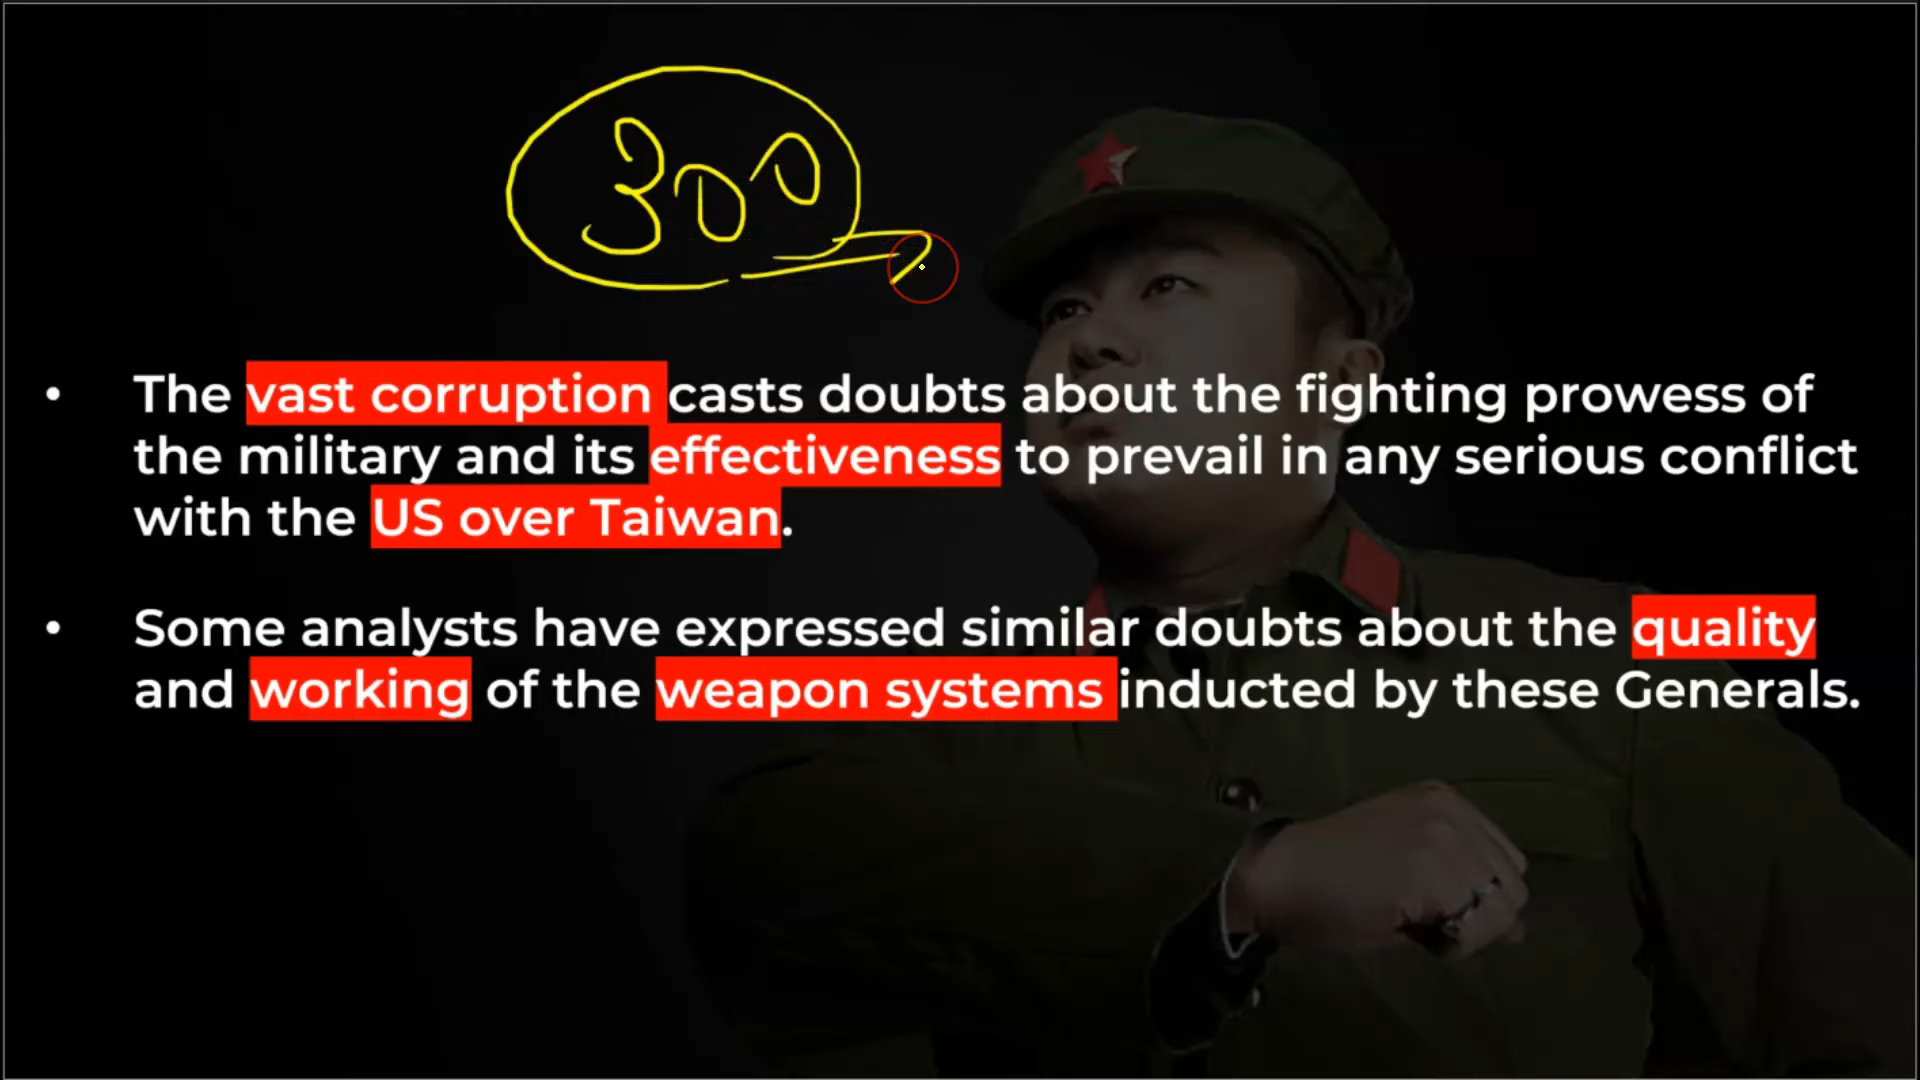 300
• The vast corruption casts doubts about the fighting prowess of
the military and its effectiveness to prevail in any serious conflict
with the US over Taiwan.
• Some analysts have expressed similar doubts about the quality
and working of the weapon systems inducted by these Generals.